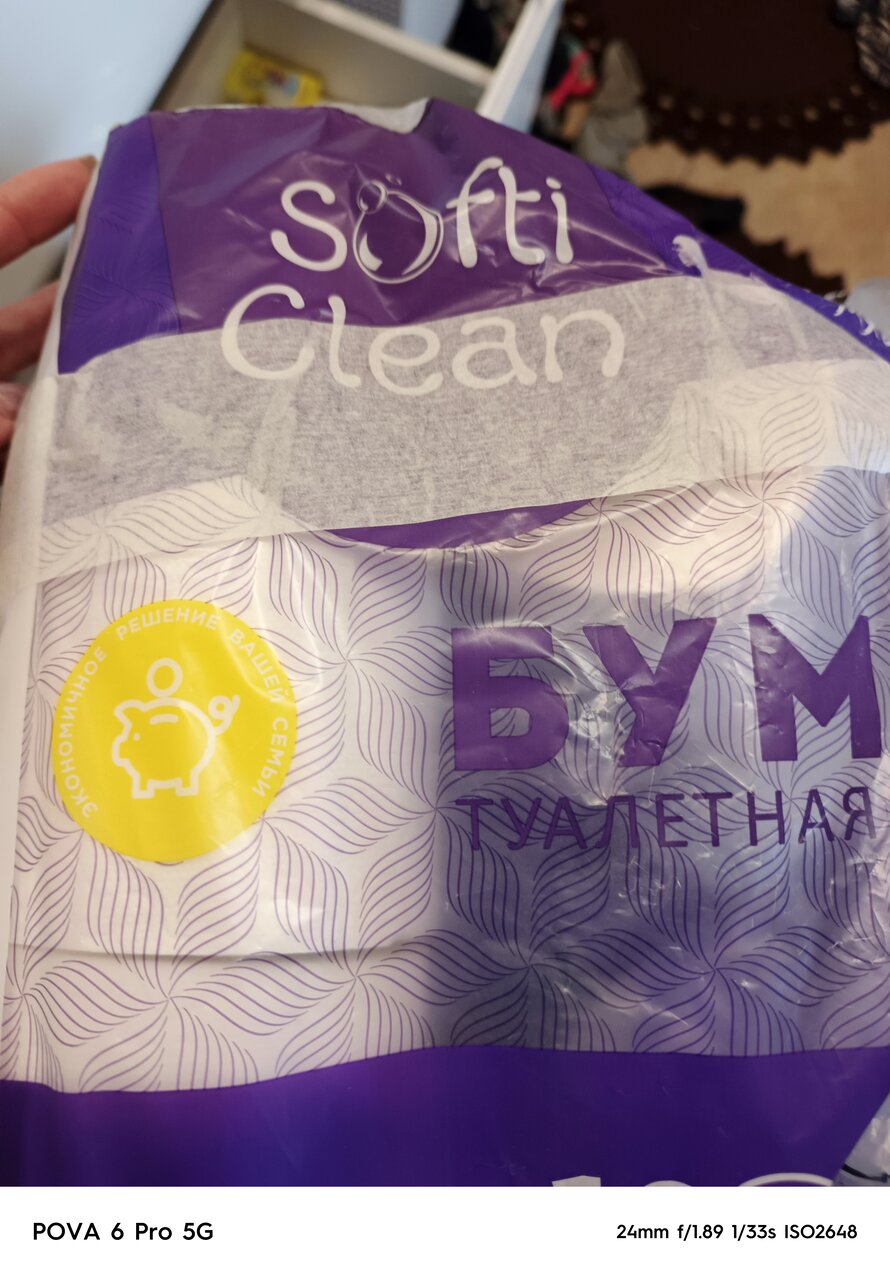 Softi
Clean
ЭКОНОМИЧНОЕ РЕШЕНИЕ ВАШЕЙ СЕМЬИ
БУМ
ТУАЛЕТНАЯ
POVA 6 Pro 5G
24mm f/1.89 1/33s ISO2648